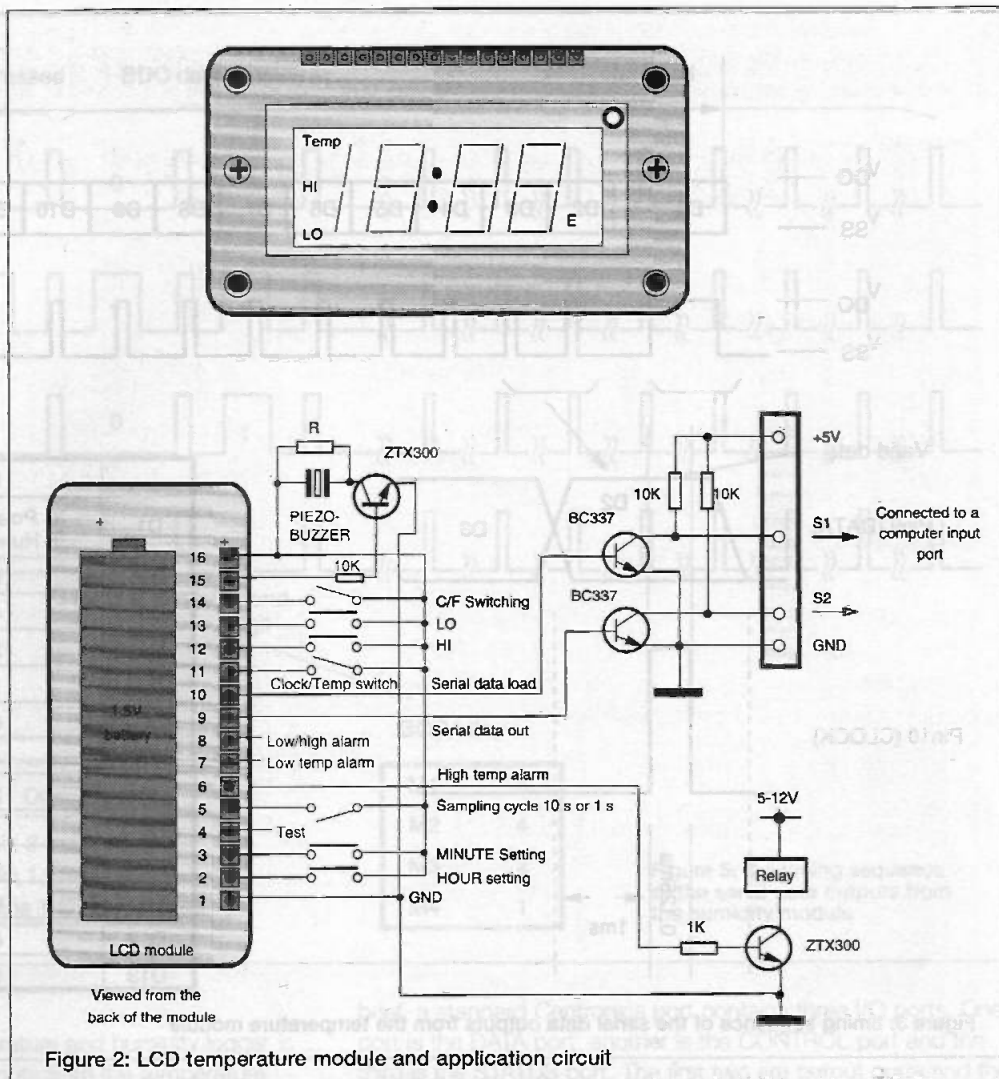 Temp
HI
LO
E
R
ZTX300
PIEZO-
BUZZER
10K
10K
10K
BC337
BC337
+5V
S1
S2
GND
Connected to a
computer input
port
+
+
16
15
14
13
12
11
10
9
8
7
6
5
4
3
2
1
1.5V
battery
C/F Switching
LO
HI
Clock/Temp switch
Serial data load
Serial data out
Low/high alarm
Low temp alarm
High temp alarm
Sampling cycle 10 s or 1 s
Test
MINUTE Setting
HOUR setting
GND
5-12V
Relay
1K
ZTX300
LCD module
Viewed from the
back of the module
Figure 2: LCD temperature module and application circuit